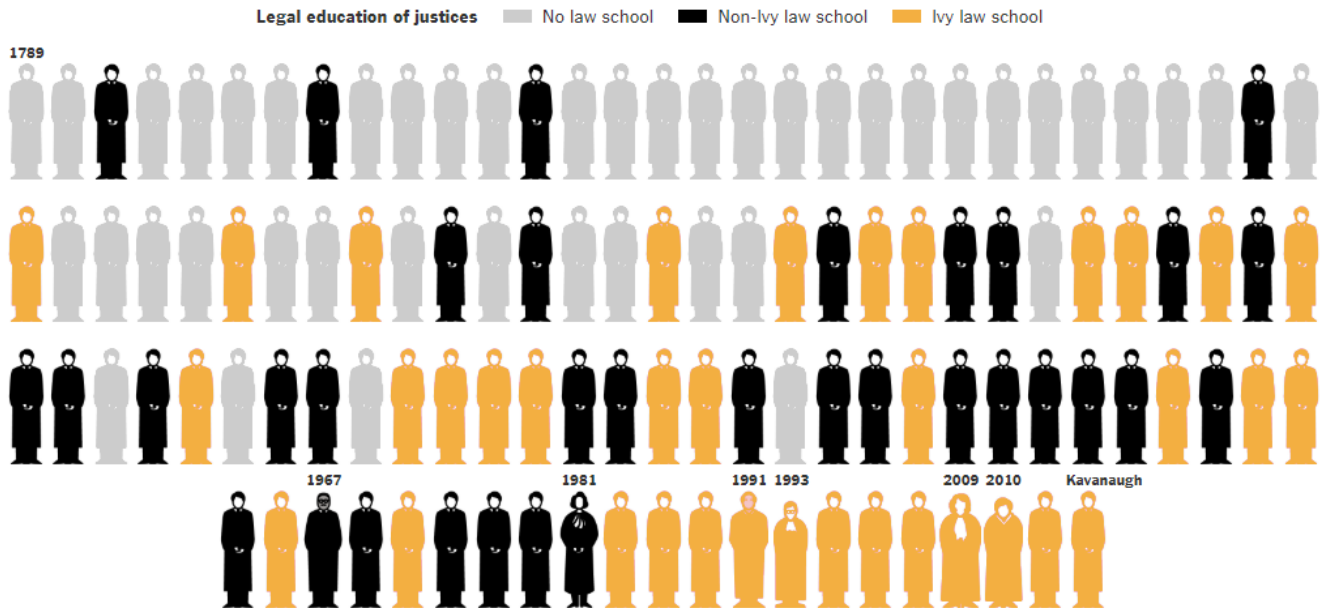 Legal education of justices No law school Non-Ivy law school Ivy law school
1789
1967 1981 1991 1993 2009 2010 Kavanaugh